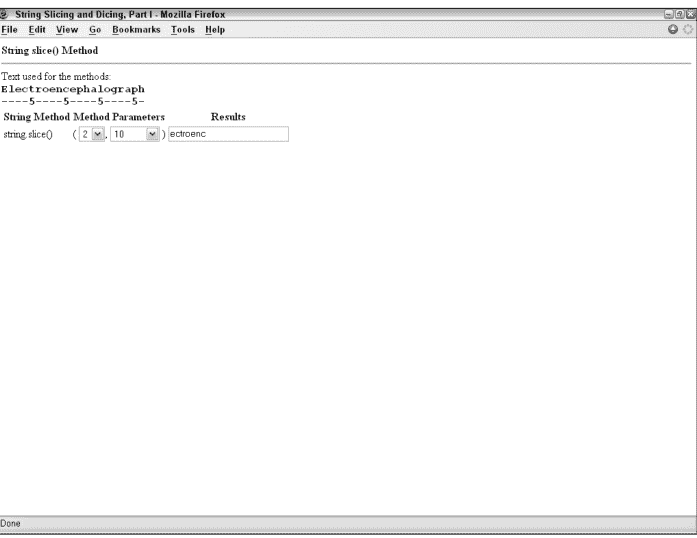 String Slicing and Dicing, Part I - Mozilla Firefox
File Edit View Go Bookmarks Tools Help
String slice() Method
Text used for the methods:
Electroencephalograph
----5----5----5----5-
String Method Method Parameters Results
string.slice() ( 2 , 10 ) ectroenc
Done